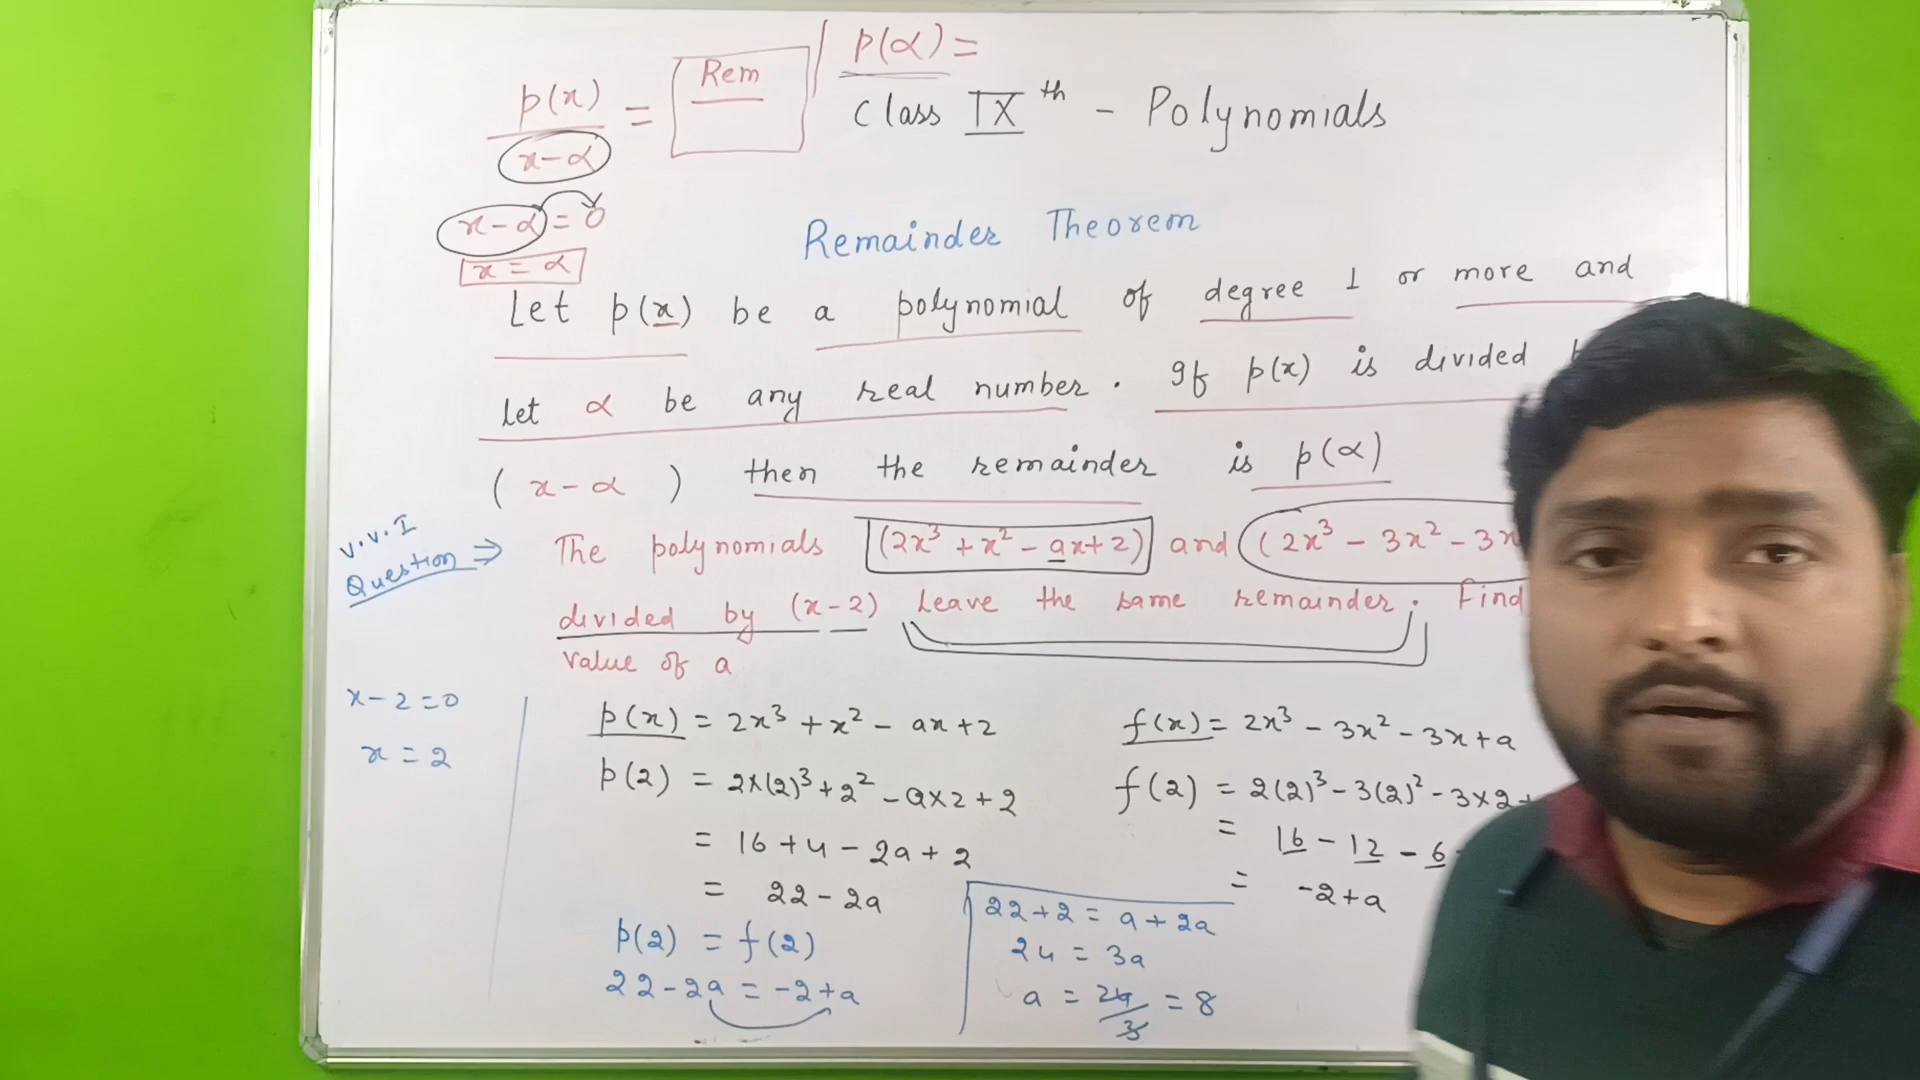 p(x)/(x-α) = Rem / p(α) =
Class IXth - Polynomials
x-α = 0
x = α
Remainder Theorem
Let p(x) be a polynomial of degree 1 or more and
let α be any real number. If p(x) is divided
(x-α) then the remainder is p(α)
V.V.I
Question ⇒
The polynomials (2x³ + x² - ax + 2) and (2x³ - 3x² - 3x
divided by (x-2) leave the same remainder. Find
value of a
x - 2 = 0
x = 2
p(x) = 2x³ + x² - ax + 2
p(2) = 2×(2)³ + 2² - a×2 + 2
= 16 + 4 - 2a + 2
= 22 - 2a
p(2) = f(2)
22 - 2a = -2 + a
f(x) = 2x³ - 3x² - 3x + a
f(2) = 2(2)³ - 3(2)² - 3×2 +
= 16 - 12 - 6
= -2 + a
22 + 2 = a + 2a
24 = 3a
a = 24/3 = 8